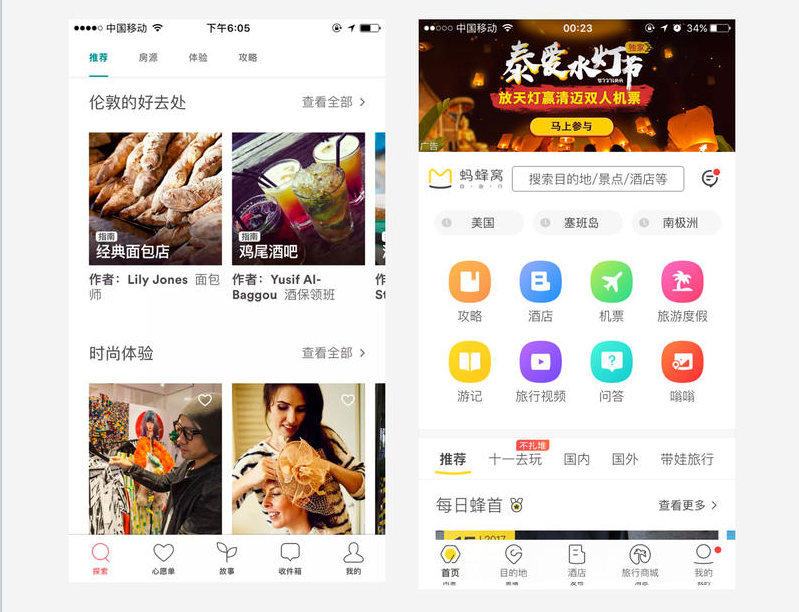 中国移动
下午6:05
推荐 房源 体验 攻略
伦敦的好去处 查看全部
指南
经典面包店
作者：Lily Jones 面包
师
指南
鸡尾酒吧
作者：Yusif Al-
Baggou 酒保领班
作
St
时尚体验 查看全部
探索 心愿单 故事 收件箱 我的
中国移动 00:23 34%
泰爱水灯节
独家
放天灯赢清迈双人机票
马上参与
广告
蚂蜂窝
搜索目的地/景点/酒店等
美国 塞班岛 南极洲
攻略 酒店 机票 旅游度假
游记 旅行视频 问答 嗡嗡
不扎堆
推荐 十一去玩 国内 国外 带娃旅行
每日蜂首 查看更多
2017
首页 目的地 酒店 旅行商城 我的